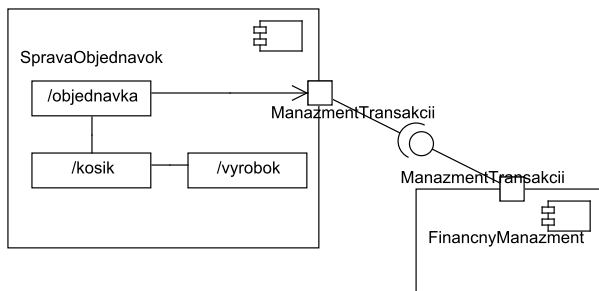 SpravaObjednavok
/objednavka
ManazmentTransakcii
/kosik
/vyrobok
ManazmentTransakcii
FinancnyManazment